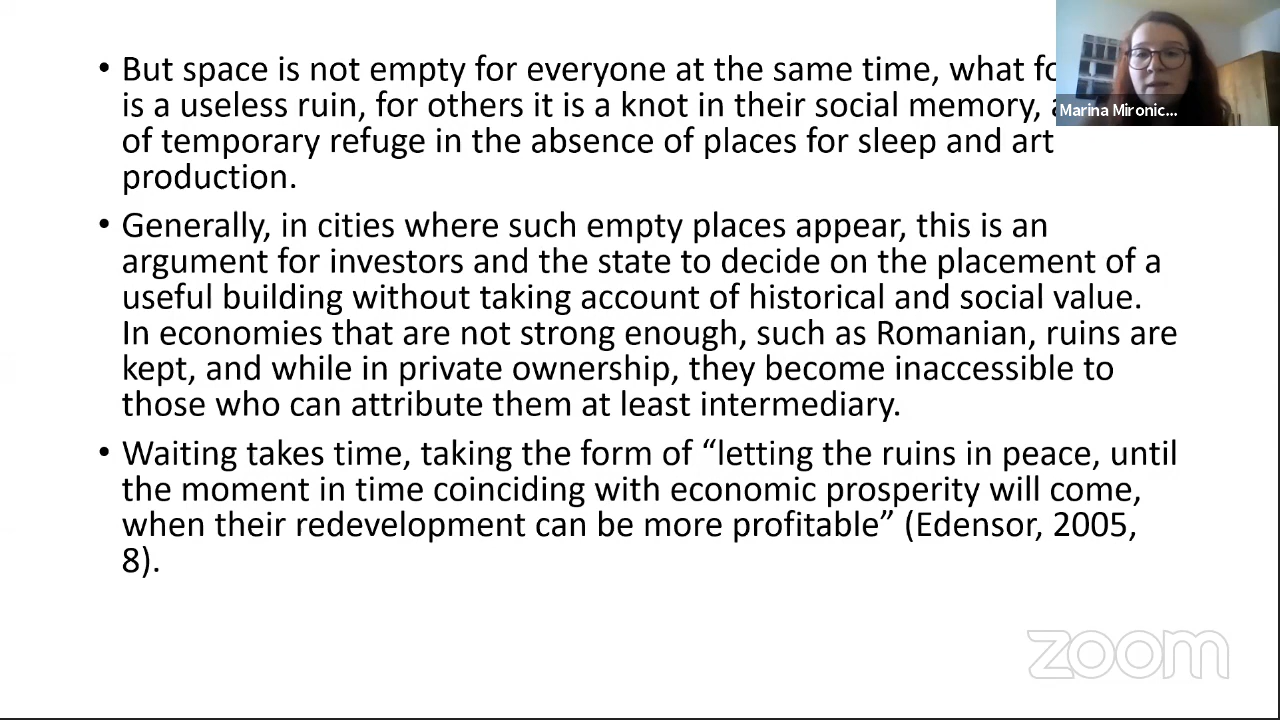 • But space is not empty for everyone at the same time, what
is a useless ruin, for others it is a knot in their social memory,
of temporary refuge in the absence of places for sleep and art
production.
• Generally, in cities where such empty places appear, this is an
argument for investors and the state to decide on the placement of a
useful building without taking account of historical and social value.
In economies that are not strong enough, such as Romanian, ruins are
kept, and while in private ownership, they become inaccessible to
those who can attribute them at least intermediary.
• Waiting takes time, taking the form of “letting the ruins in peace, until
the moment in time coinciding with economic prosperity will come,
when their redevelopment can be more profitable” (Edensor, 2005,
8).
Marina Mironic...
zoom